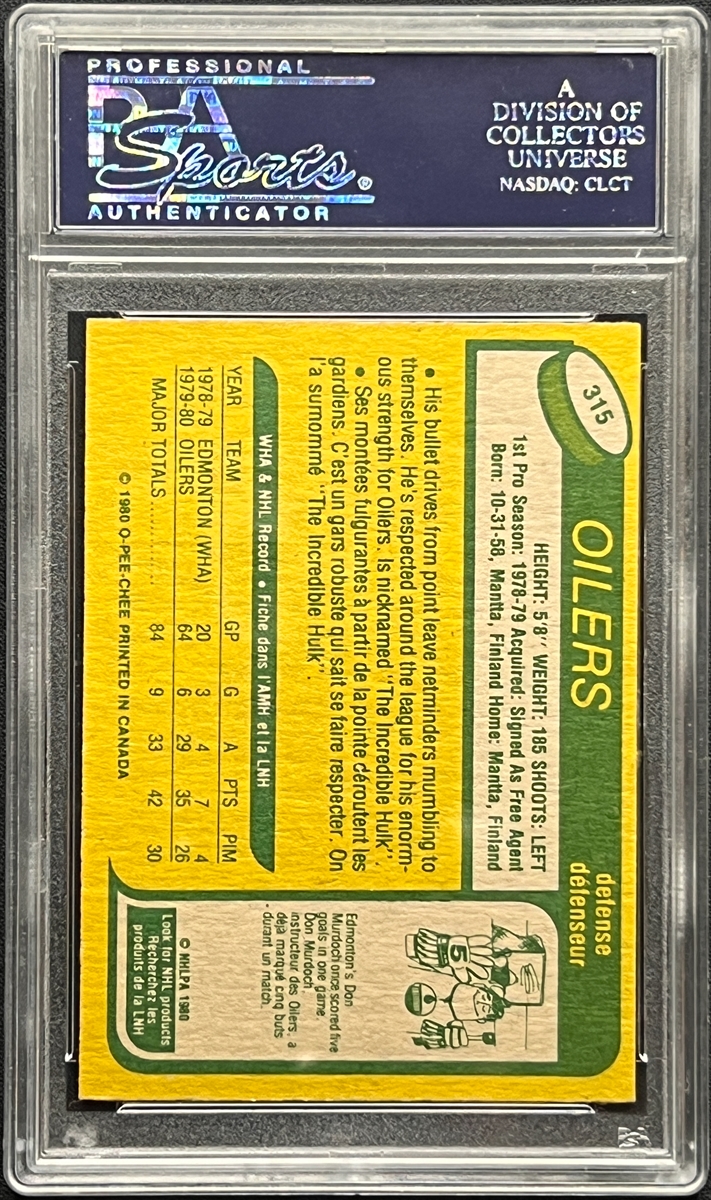 PROFESSIONAL
PSA
Sports®
AUTHENTICATOR
A
DIVISION OF
COLLECTORS
UNIVERSE
NASDAQ: CLCT
315
OILERS
defense
défenseur
HEIGHT: 5'8" WEIGHT: 185 SHOOTS: LEFT
1st Pro Season: 1978-79 Acquired: Signed As Free Agent
Born: 10-31-58, Mantta, Finland Home: Mantta, Finland
• His bullet drives from point leave netminders mumbling to
themselves. He's respected around the league for his enorm-
ous strength for Oilers. Is nicknamed "The Incredible Hulk".
• Ses montées fulgurantes à partir de la pointe déroutent les
gardiens. C'est un gars robuste qui sait se faire respecter. On
l'a surnommé "The Incredible Hulk".
WHA & NHL Record • Fiche dans l'AMH et la LNH
YEAR TEAM GP G A PTS PIM
1978-79 EDMONTON (WHA) 20 3 4 7 4
1979-80 OILERS 64 6 29 35 26
MAJOR TOTALS............ 84 9 33 42 30
© 1980 O-PEE-CHEE PRINTED IN CANADA
5
Edmonton's Don
Murdoch once scored five
goals in one game.
Don Murdoch,
instructeur des Oilers, a
déjà marqué cinq buts
durant un match.
© NHLPA 1980
Look for NHL products
Recherchez les
produits de la LNH
PSA